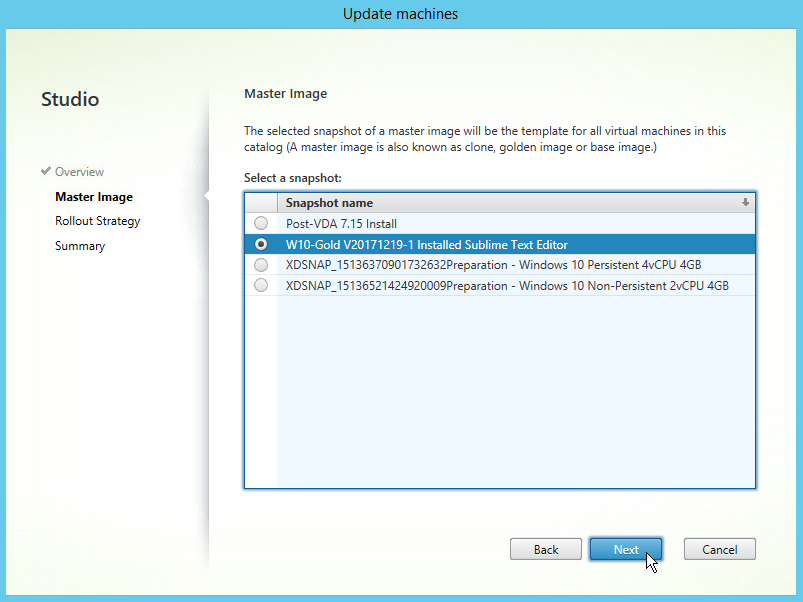 Update machines
Studio
Overview
Master Image
Rollout Strategy
Summary
Master Image
The selected snapshot of a master image will be the template for all virtual machines in this
catalog (A master image is also known as clone, golden image or base image.)
Select a snapshot:
Snapshot name
Post-VDA 7.15 Install
W10-Gold V20171219-1 Installed Sublime Text Editor
XDSNAP_15136370901732632Preparation - Windows 10 Persistent 4vCPU 4GB
XDSNAP_15136521424920009Preparation - Windows 10 Non-Persistent 2vCPU 4GB
Back
Next
Cancel